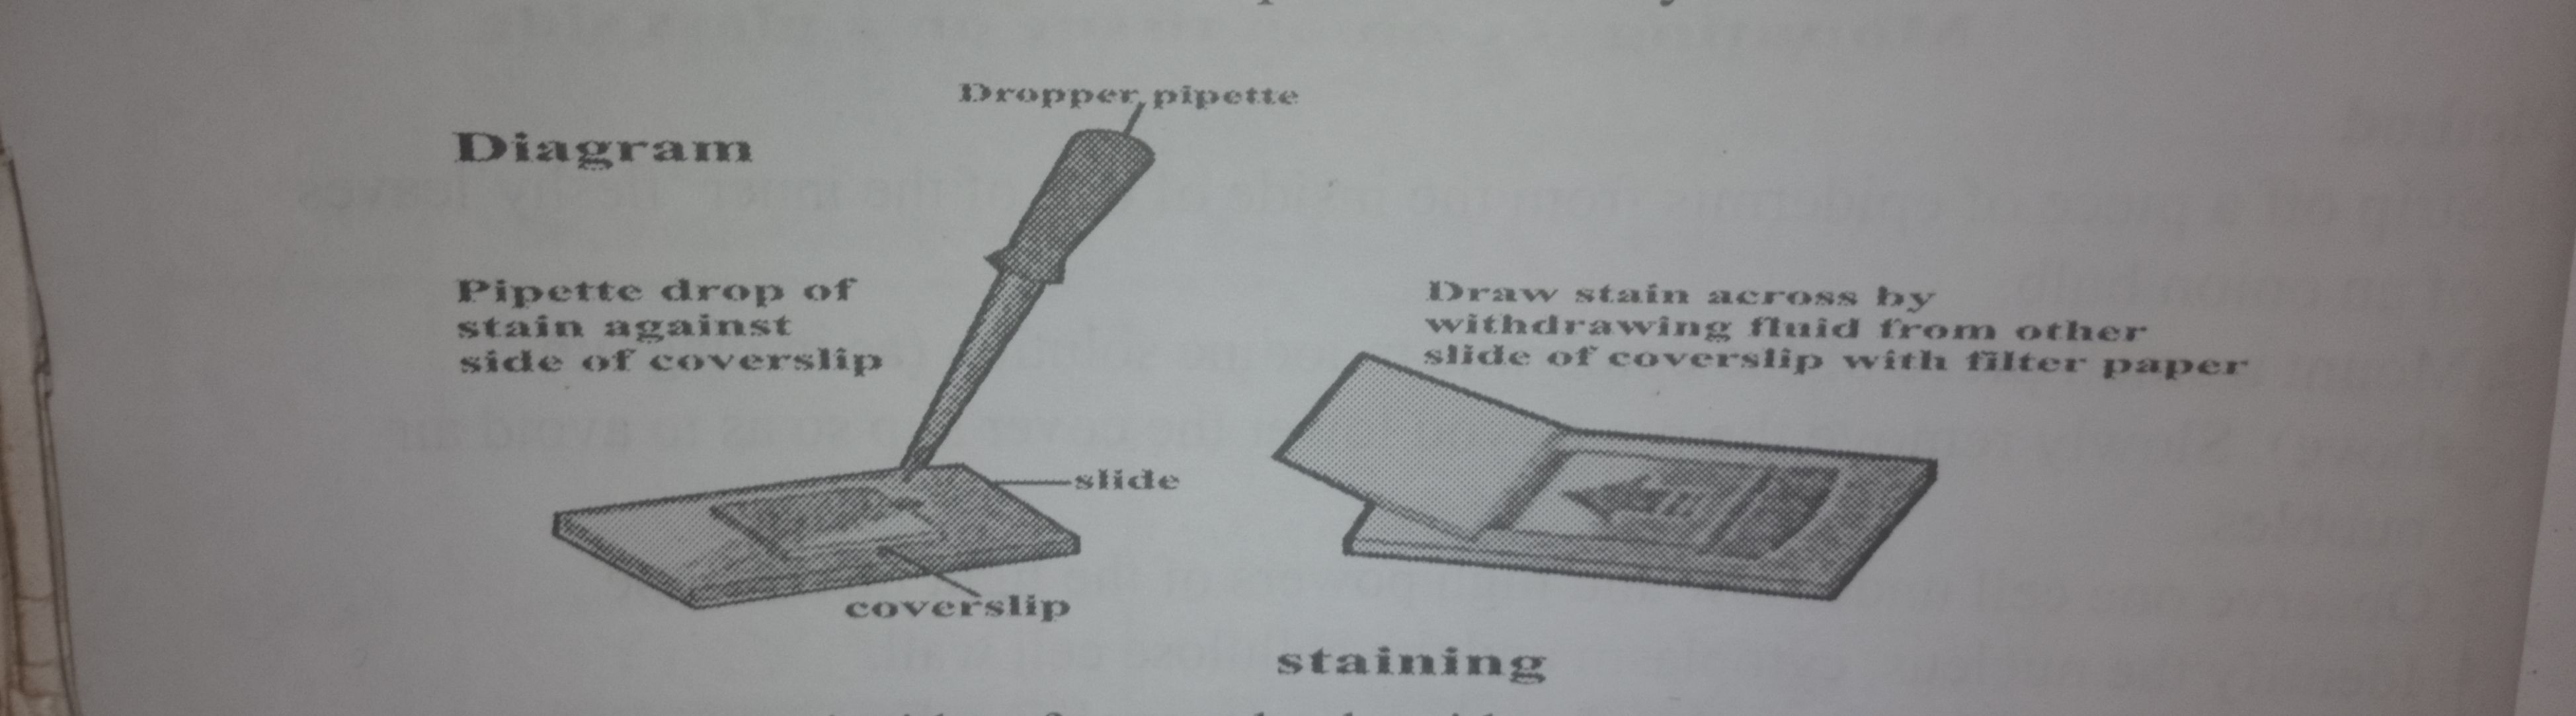 Dropper pipette
Diagram
Pipette drop of
stain against
side of coverslip
Draw stain across by
withdrawing fluid from other
slide of coverslip with filter paper
slide
coverslip
staining